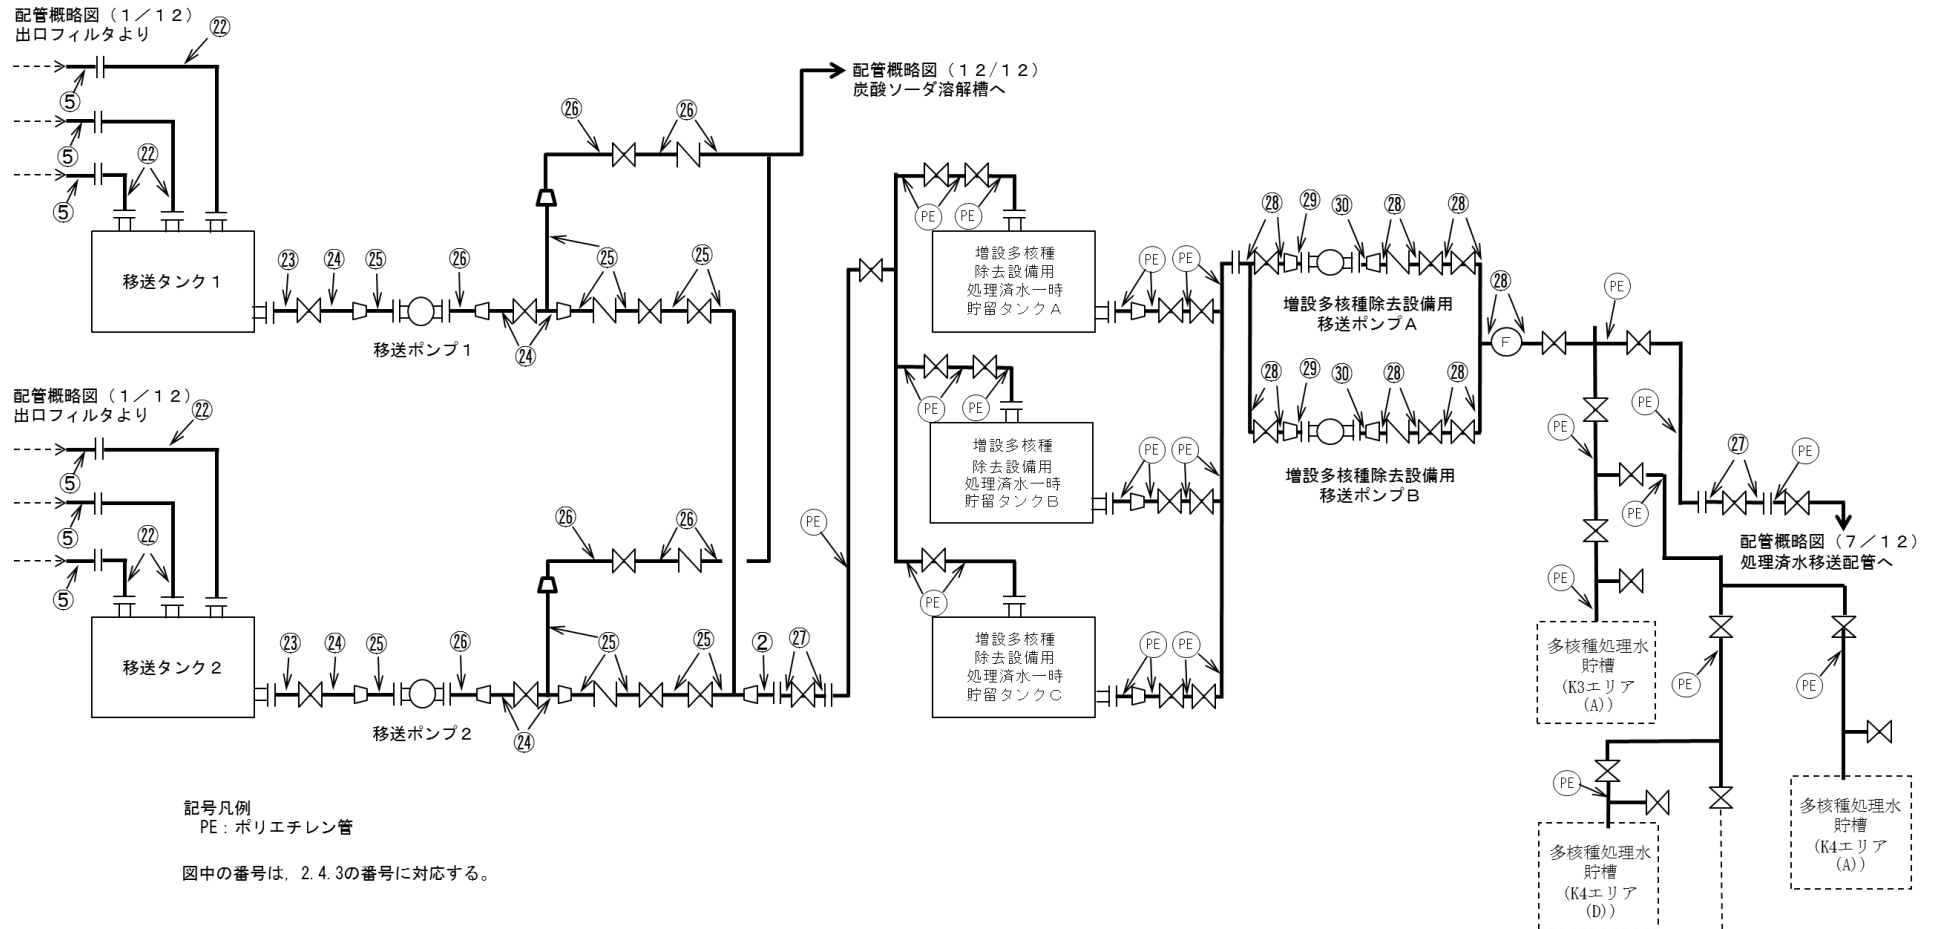 配管概略図（１／１２）
出口フィルタより
㉒
⑤
⑤
㉒
⑤
移送タンク１
㉓
㉔
㉕
㉖
移送ポンプ１
㉔
㉕
㉕
㉖
㉖
配管概略図（１２/１２）
炭酸ソーダ溶解槽へ
配管概略図（１／１２）
出口フィルタより
㉒
⑤
⑤
㉒
⑤
移送タンク２
㉓
㉔
㉕
㉖
移送ポンプ２
㉔
㉕
㉕
㉖
㉖
②
㉗
PE
PE
PE
増設多核種
除去設備用
処理済水一時
貯留タンクＡ
PE
PE
PE
PE
増設多核種
除去設備用
処理済水一時
貯留タンクＢ
PE
PE
PE
増設多核種
除去設備用
処理済水一時
貯留タンクＣ
PE
PE
㉘
㉙
㉚
㉘
㉘
増設多核種除去設備用
移送ポンプＡ
㉘
㉙
㉚
㉘
㉘
増設多核種除去設備用
移送ポンプＢ
㉘
F
PE
PE
PE
㉗
PE
配管概略図（７／１２）
処理済水移送配管へ
PE
PE
多核種処理水
貯槽
(K3エリア
(A))
PE
PE
PE
多核種処理水
貯槽
(K4エリア
(D))
多核種処理水
貯槽
(K4エリア
(A))
記号凡例
PE：ポリエチレン管
図中の番号は，2.4.3の番号に対応する。